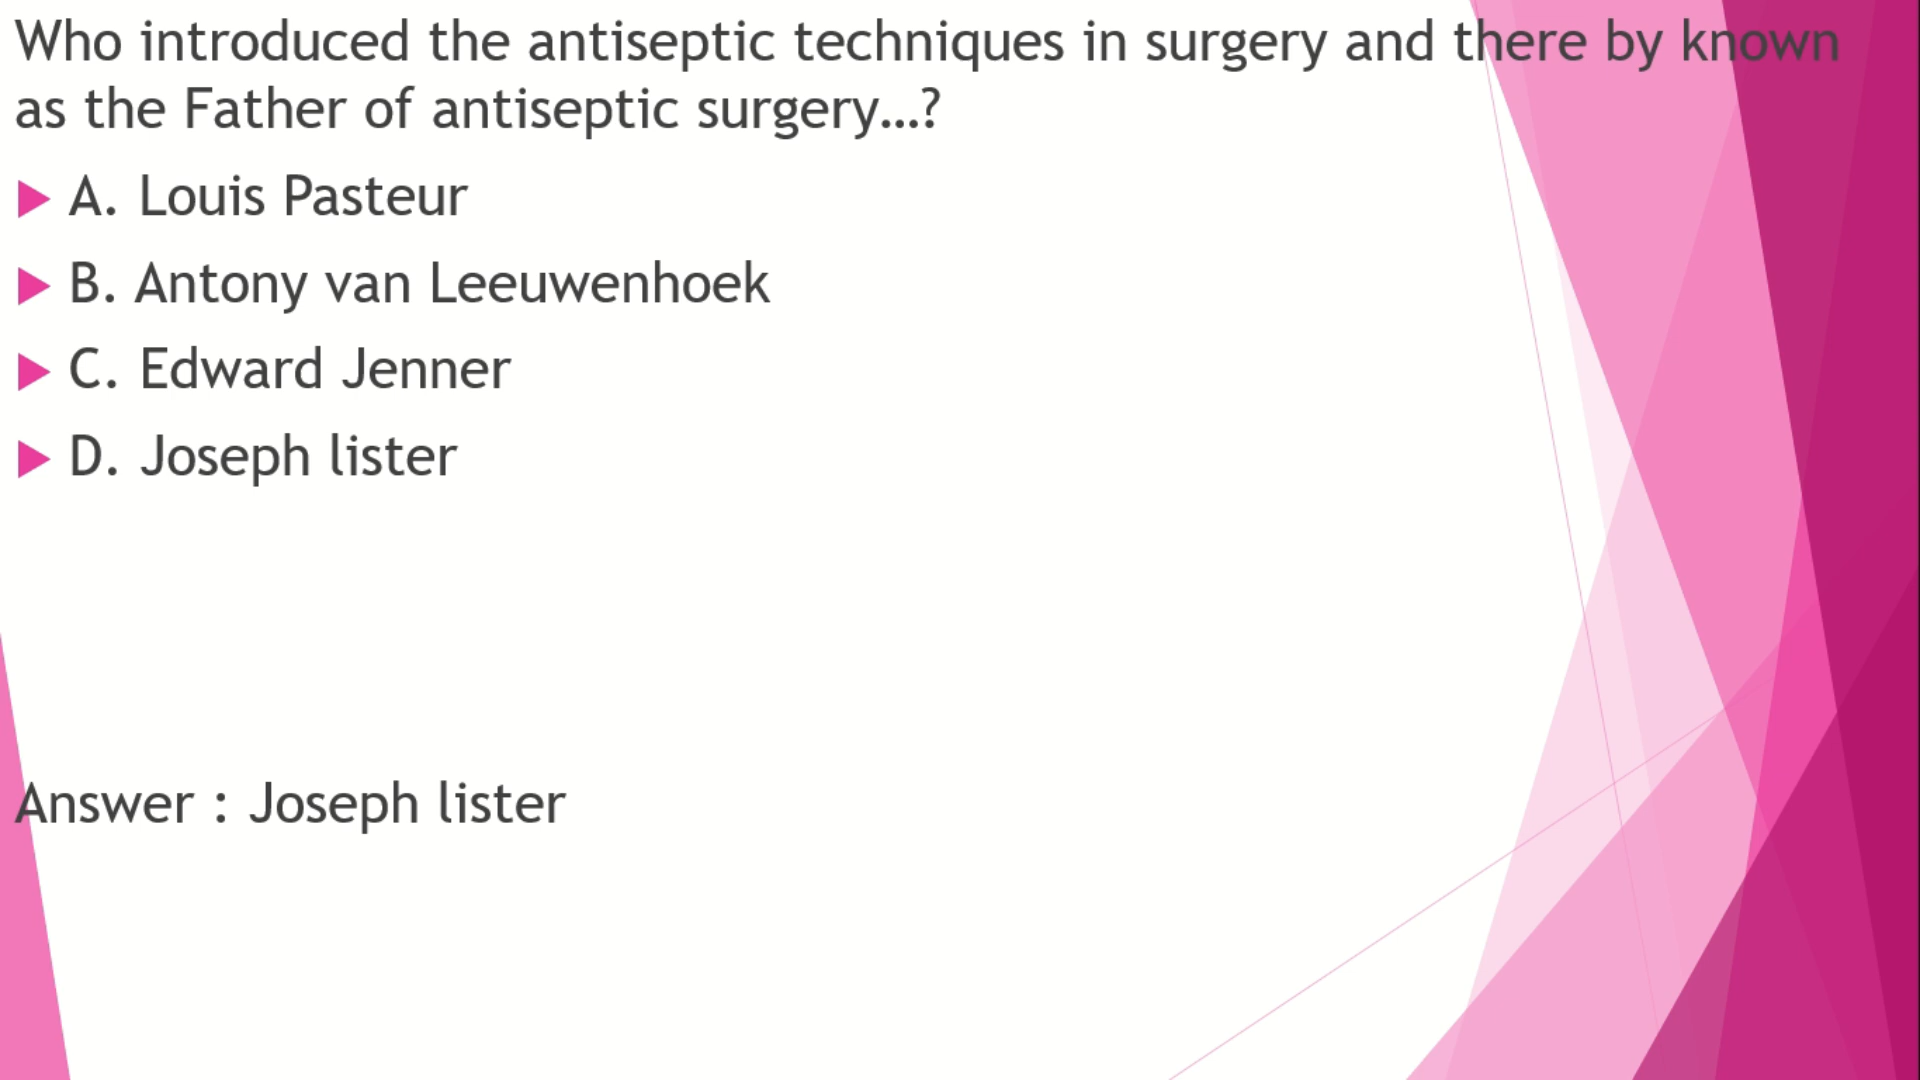 Who introduced the antiseptic techniques in surgery and there by known
as the Father of antiseptic surgery...?
A. Louis Pasteur
B. Antony van Leeuwenhoek
C. Edward Jenner
D. Joseph lister
Answer : Joseph lister